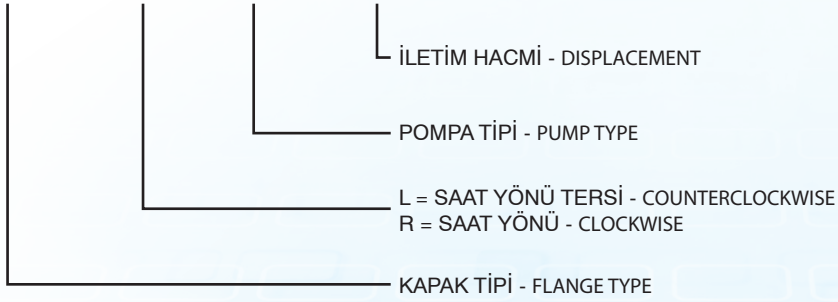 İLETİM HACMİ - DISPLACEMENT
POMPA TİPİ - PUMP TYPE
L = SAAT YÖNÜ TERSİ - COUNTERCLOCKWISE
R = SAAT YÖNÜ - CLOCKWISE
KAPAK TİPİ - FLANGE TYPE